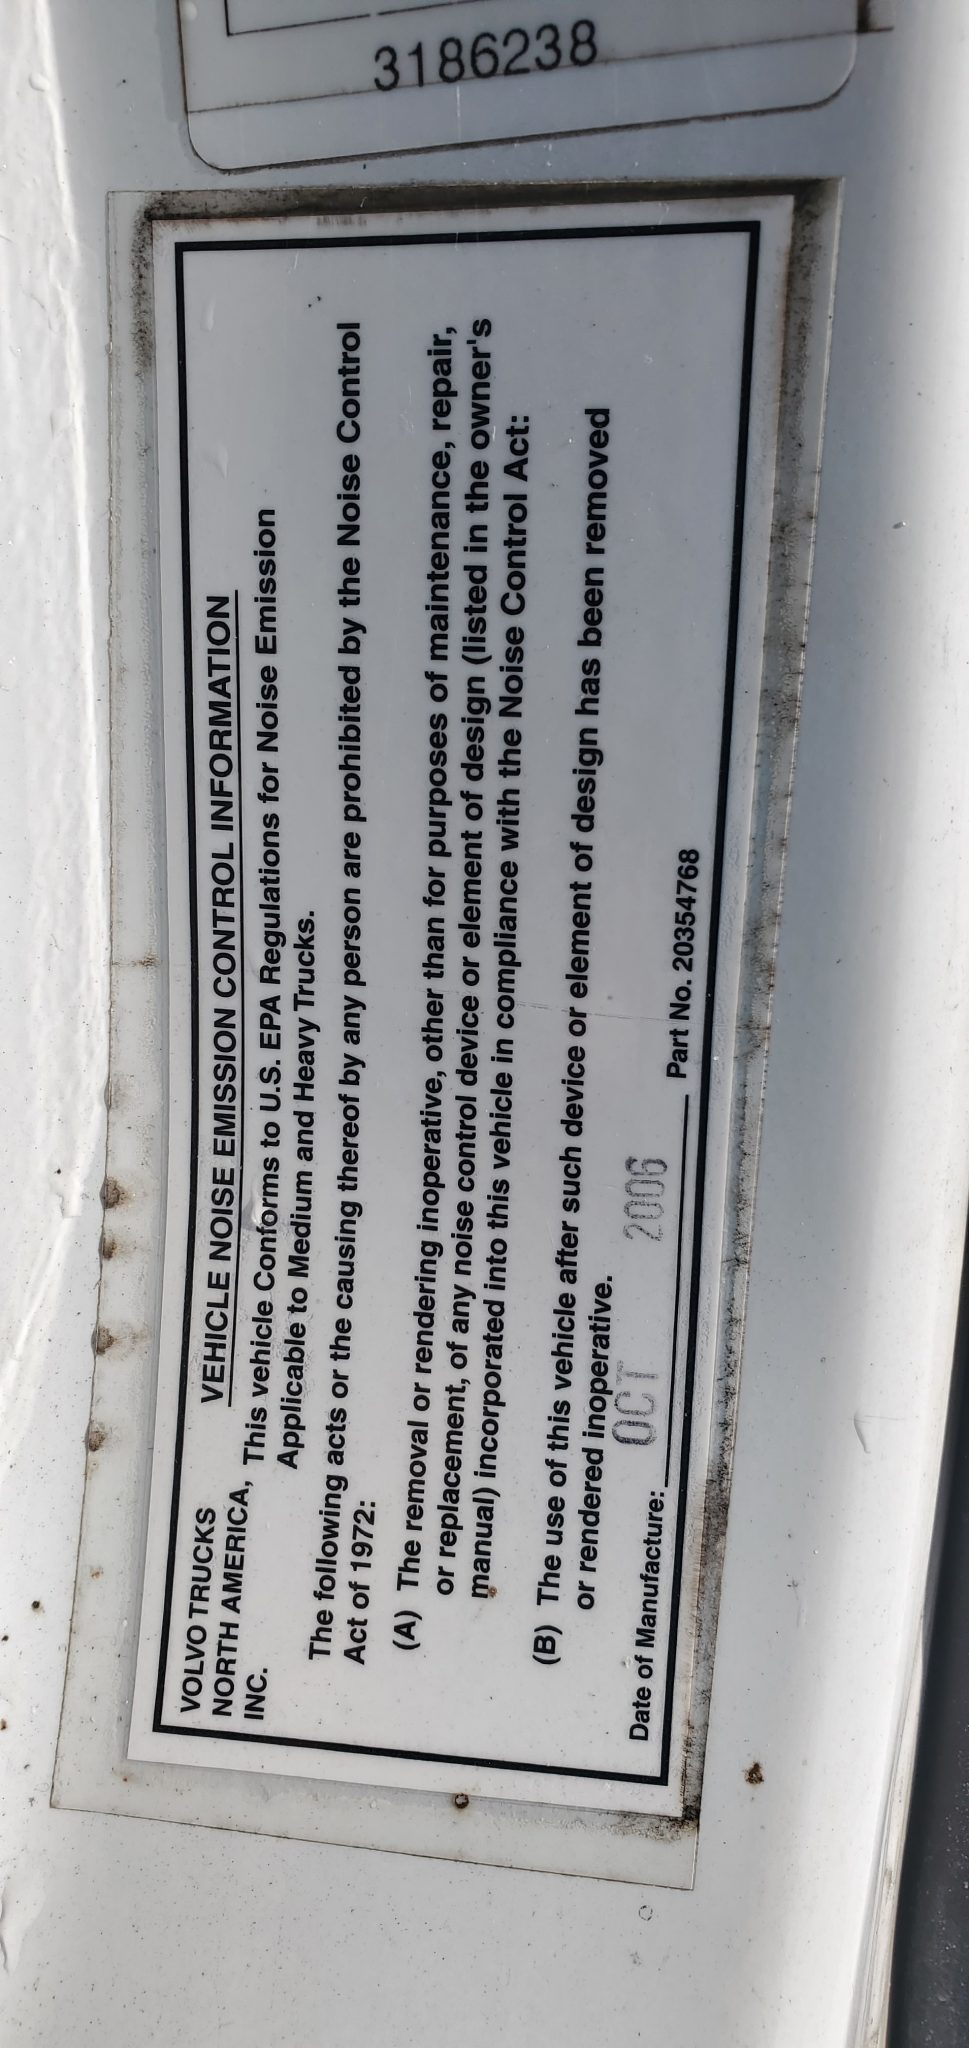 3186238
VOLVO TRUCKS
NORTH AMERICA,
INC.
VEHICLE NOISE EMISSION CONTROL INFORMATION
This vehicle Conforms to U.S. EPA Regulations for Noise Emission
Applicable to Medium and Heavy Trucks.
The following acts or the causing thereof by any person are prohibited by the Noise Control
Act of 1972:
(A) The removal or rendering inoperative, other than for purposes of maintenance, repair,
or replacement, of any noise control device or element of design (listed in the owner's
manual) incorporated into this vehicle in compliance with the Noise Control Act:
(B) The use of this vehicle after such device or element of design has been removed
or rendered inoperative.
Date of Manufacture: OCT 2006 Part No. 20354768